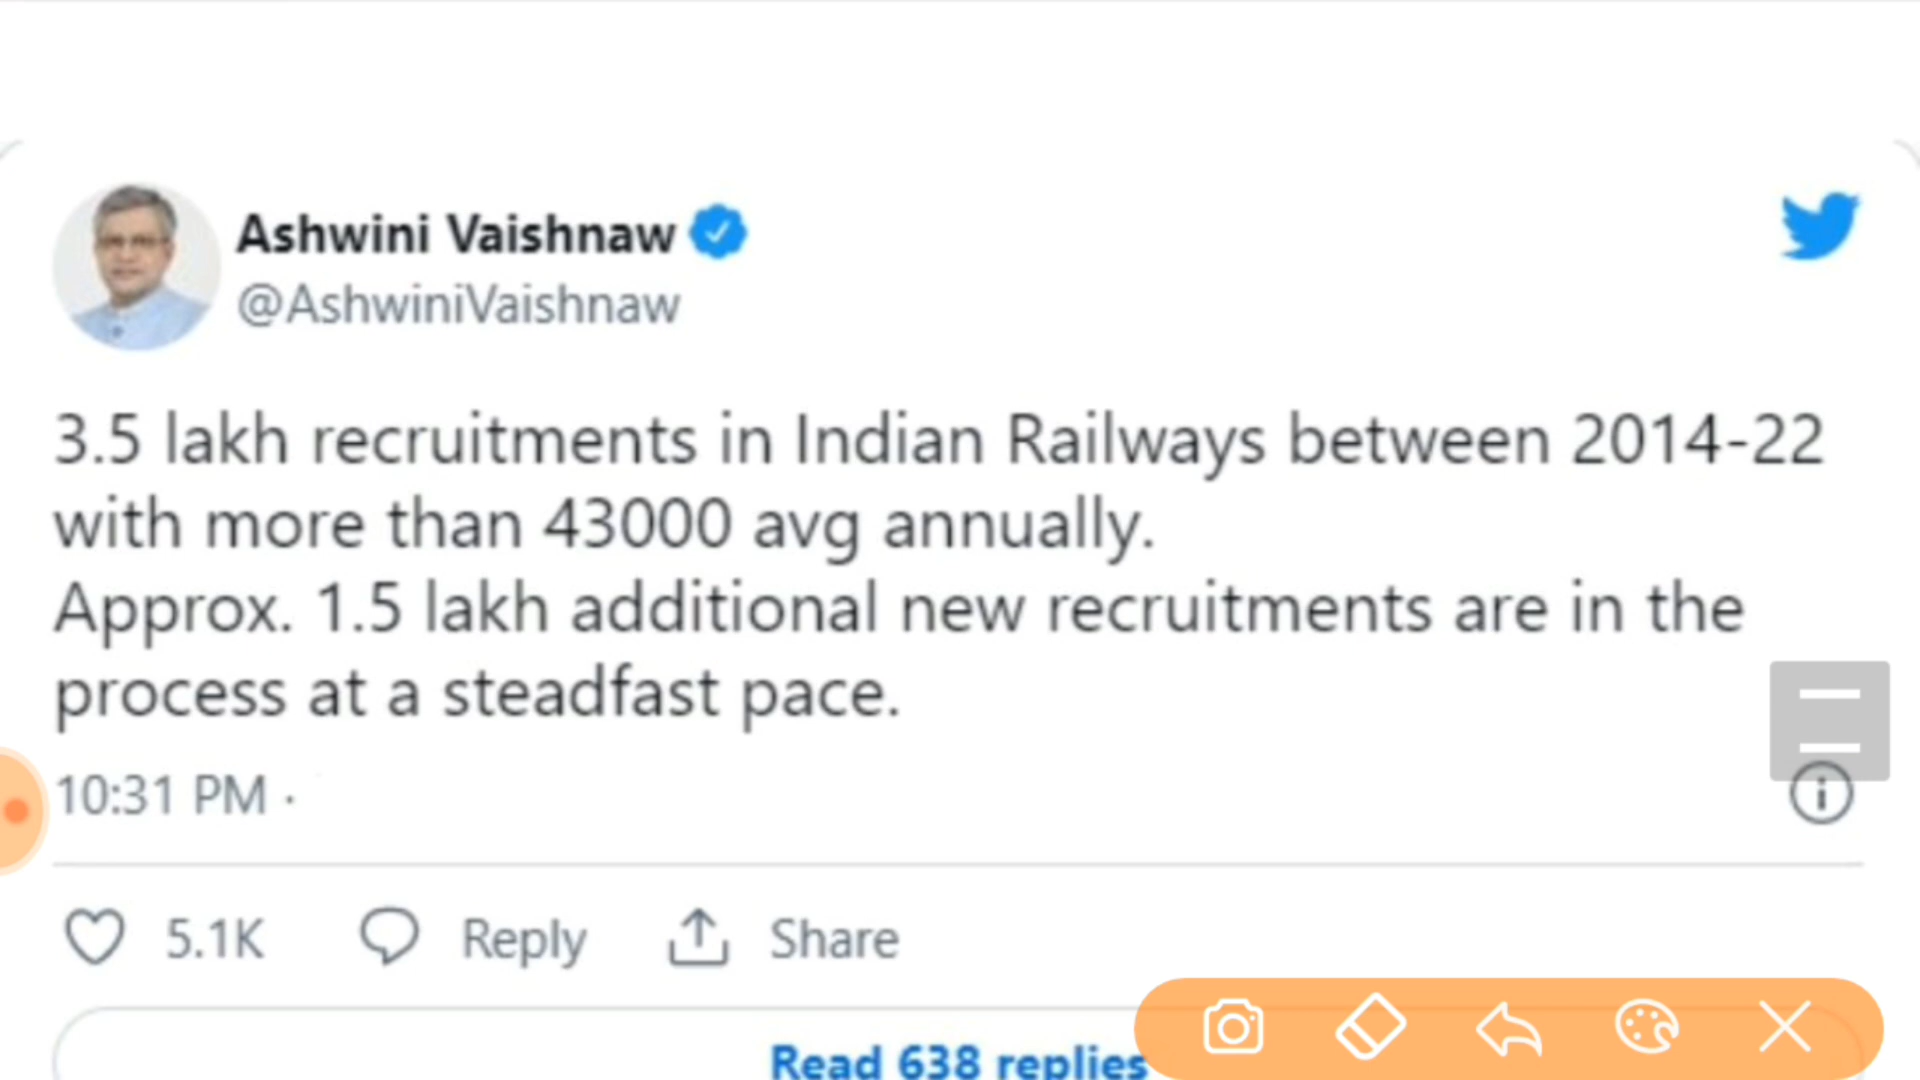 Ashwini Vaishnaw
@AshwiniVaishnaw
3.5 lakh recruitments in Indian Railways between 2014-22
with more than 43000 avg annually.
Approx. 1.5 lakh additional new recruitments are in the
process at a steadfast pace.
10:31 PM ·
5.1K Reply Share
Read 638 replies